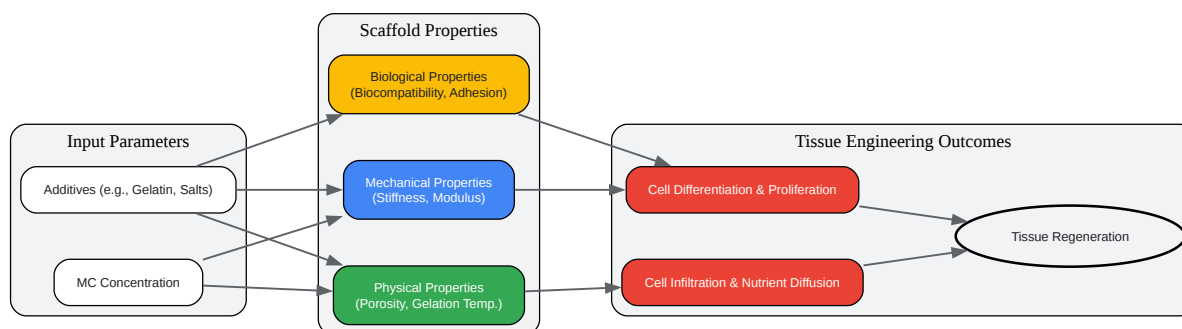 Input Parameters
Additives (e.g., Gelatin, Salts)
MC Concentration
Scaffold Properties
Biological Properties
(Biocompatibility, Adhesion)
Mechanical Properties
(Stiffness, Modulus)
Physical Properties
(Porosity, Gelation Temp.)
Tissue Engineering Outcomes
Cell Differentiation & Proliferation
Cell Infiltration & Nutrient Diffusion
Tissue Regeneration